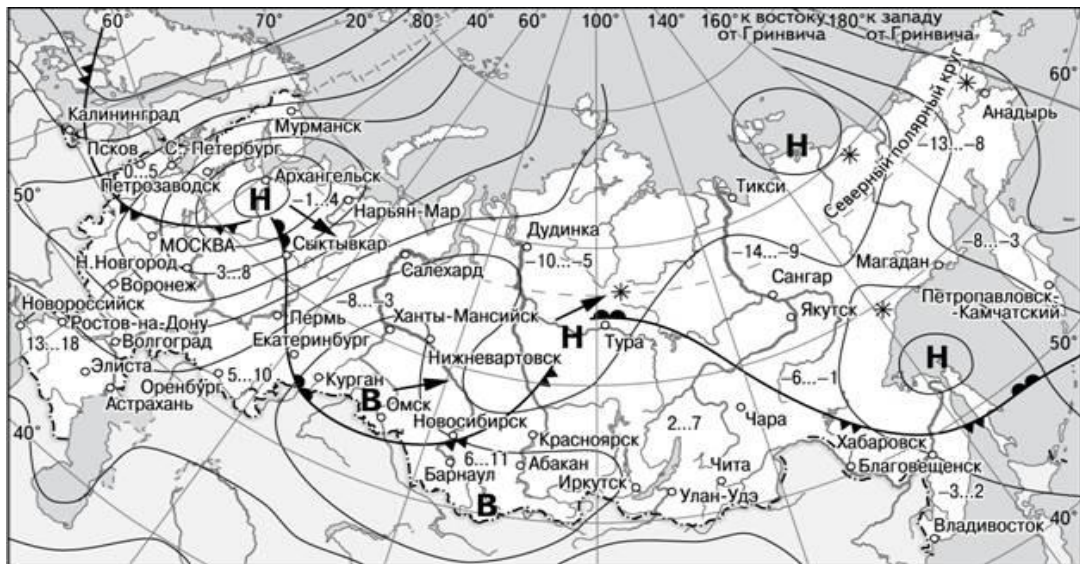 60° 70° 20° 30° 40° 60° 100° 140° 160° к востоку 180° к западу
от Гринвича от Гринвича
60°
Северный полярный круг
Анадырь
Калининград
Мурманск
Псков С.-Петербург
Н
−13...−8
0...5
Петрозаводск
Архангельск
50°
Н
−1...4
Нарьян-Мар
Тикси
МОСКВА
Сыктывкар
Дудинка
−14...−9
−8...−3
Н.Новгород
3...8
Салехард
−10...−5
Сангар
Магадан
Воронеж
Новороссийск
−8...−3
Якутск
Петропавловск-
-Камчатский
Ростов-на-Дону
Пермь
Ханты-Мансийск
Н
Тура
13...18
Волгоград
Екатеринбург
Нижневартовск
Н
50°
Элиста
5...10
Курган
−6...−1
Оренбург
В
Омск
Астрахань
Новосибирск
2...7
Чара
40°
Красноярск
Хабаровск
6...11
Барнаул
Абакан
Чита
Благовещенск
Иркутск
В
Улан-Удэ
−3...2
Владивосток
40°